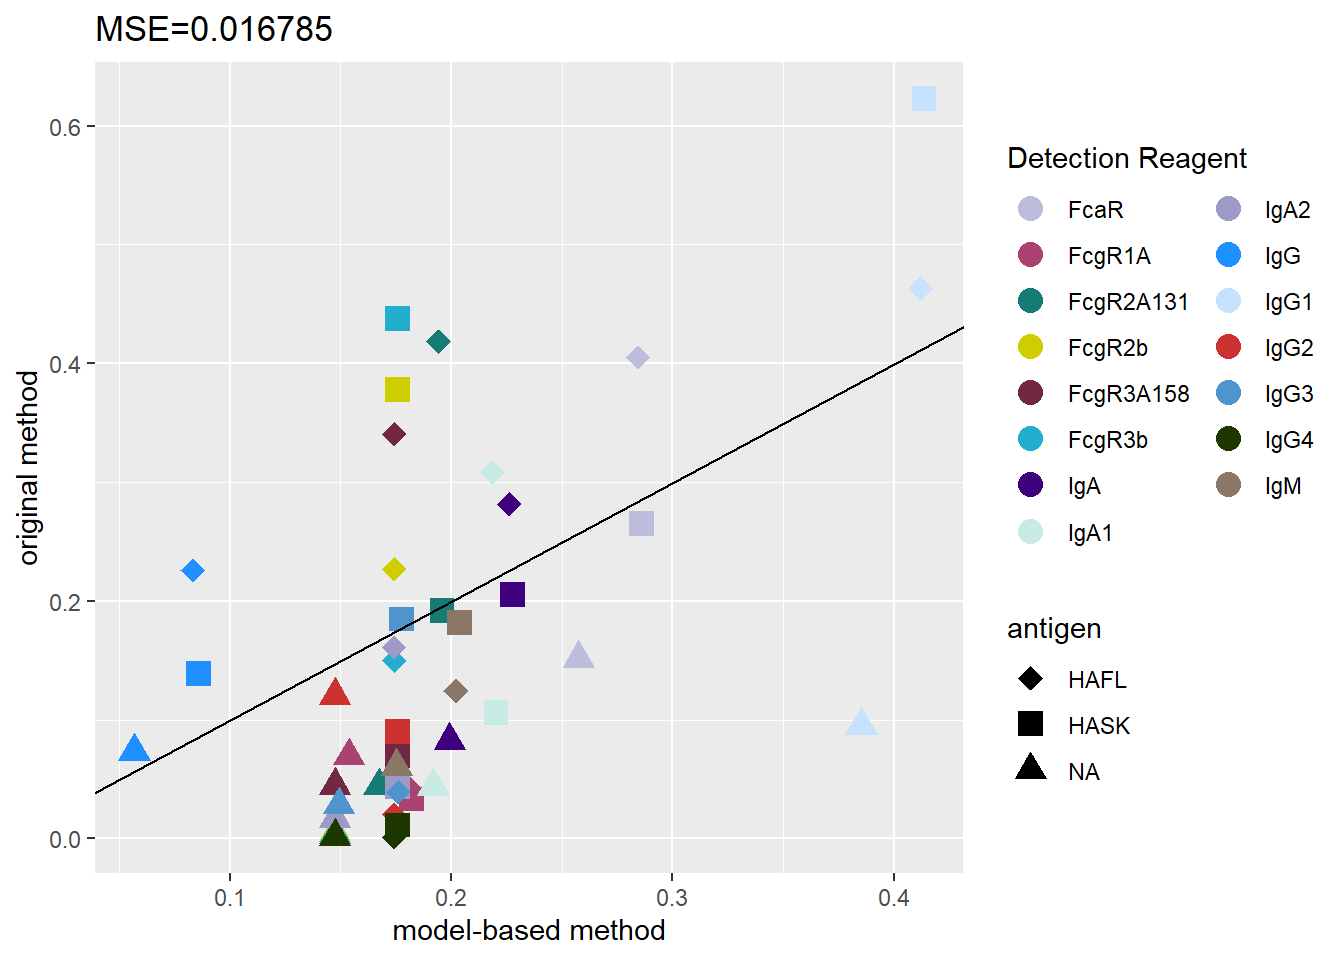 MSE=0.016785
original method
0.6
0.4
0.2
0.0
0.1
0.2
0.3
0.4
model-based method
Detection Reagent
FcaR
FcgR1A
FcgR2A131
FcgR2b
FcgR3A158
FcgR3b
IgA
IgA1
IgA2
IgG
IgG1
IgG2
IgG3
IgG4
IgM
antigen
HAFL
HASK
NA